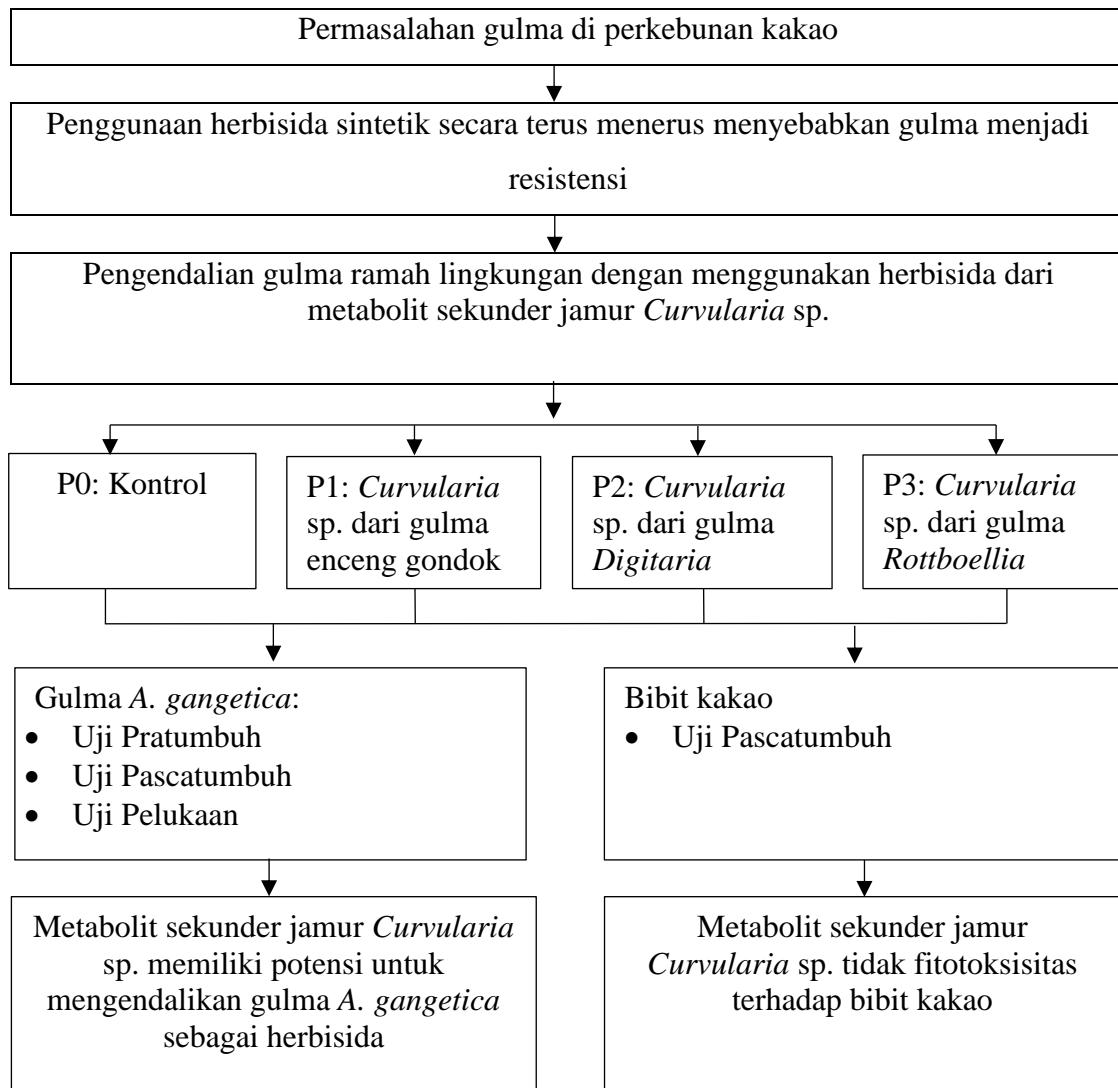 Permasalahan gulma di perkebunan kakao
Penggunaan herbisida sintetik secara terus menerus menyebabkan gulma menjadi
resistensi
Pengendalian gulma ramah lingkungan dengan menggunakan herbisida dari
metabolit sekunder jamur Curvularia sp.
P0: Kontrol
P1: Curvularia
sp. dari gulma
enceng gondok
P2: Curvularia
sp. dari gulma
Digitaria
P3: Curvularia
sp. dari gulma
Rottboellia
Gulma A. gangetica:
• Uji Pratumbuh
• Uji Pascatumbuh
• Uji Pelukaan
Bibit kakao
• Uji Pascatumbuh
Metabolit sekunder jamur Curvularia
sp. memiliki potensi untuk
mengendalikan gulma A. gangetica
sebagai herbisida
Metabolit sekunder jamur
Curvularia sp. tidak fitotoksisitas
terhadap bibit kakao